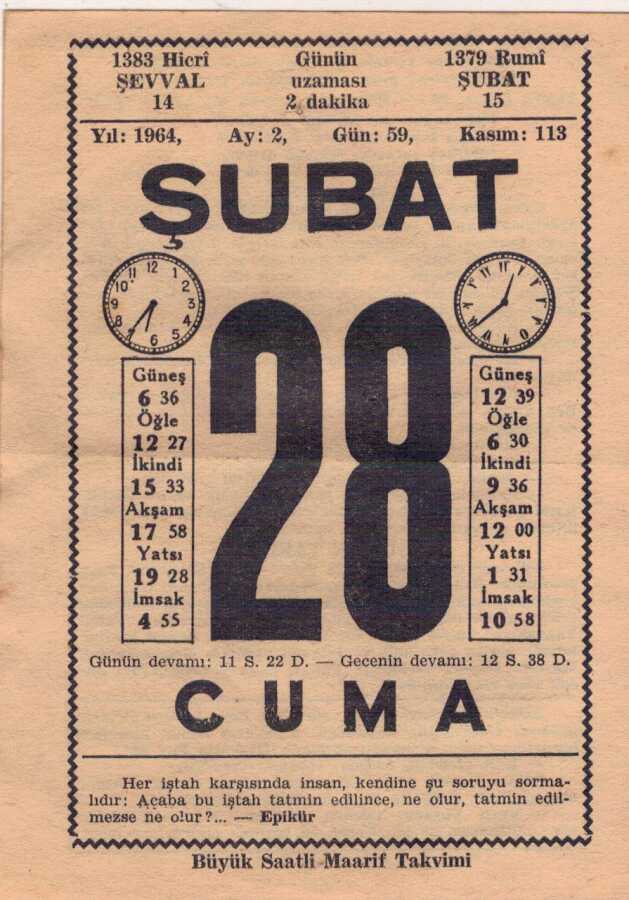 1383 Hicrî Günün 1379 Rumî
ŞEVVAL uzaması ŞUBAT
14 2 dakika 15
Yıl: 1964, Ay: 2, Gün: 59, Kasım: 113
ŞUBAT
28
Güneş
6 36
Öğle
12 27
İkindi
15 33
Akşam
17 58
Yatsı
19 28
İmsak
4 55
Güneş
12 39
Öğle
6 30
İkindi
9 36
Akşam
12 00
Yatsı
1 31
İmsak
10 58
Günün devamı: 11 S. 22 D. — Gecenin devamı: 12 S. 38 D.
CUMA
Her iştah karşısında insan, kendine şu soruyu sorma-
lıdır: Açaba bu iştah tatmin edilince, ne olur, tatmin edil-
mezse ne olur?... — Epikür
Büyük Saatli Maarif Takvimi